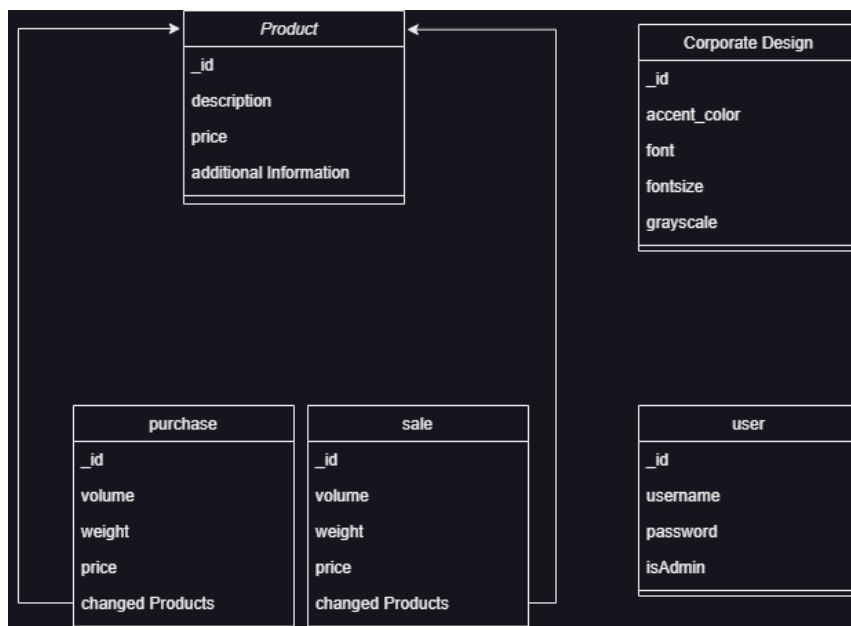 Product
_id
description
price
additional Information
Corporate Design
_id
accent_color
font
fontsize
grayscale
purchase
_id
volume
weight
price
changed Products
sale
_id
volume
weight
price
changed Products
user
_id
username
password
isAdmin